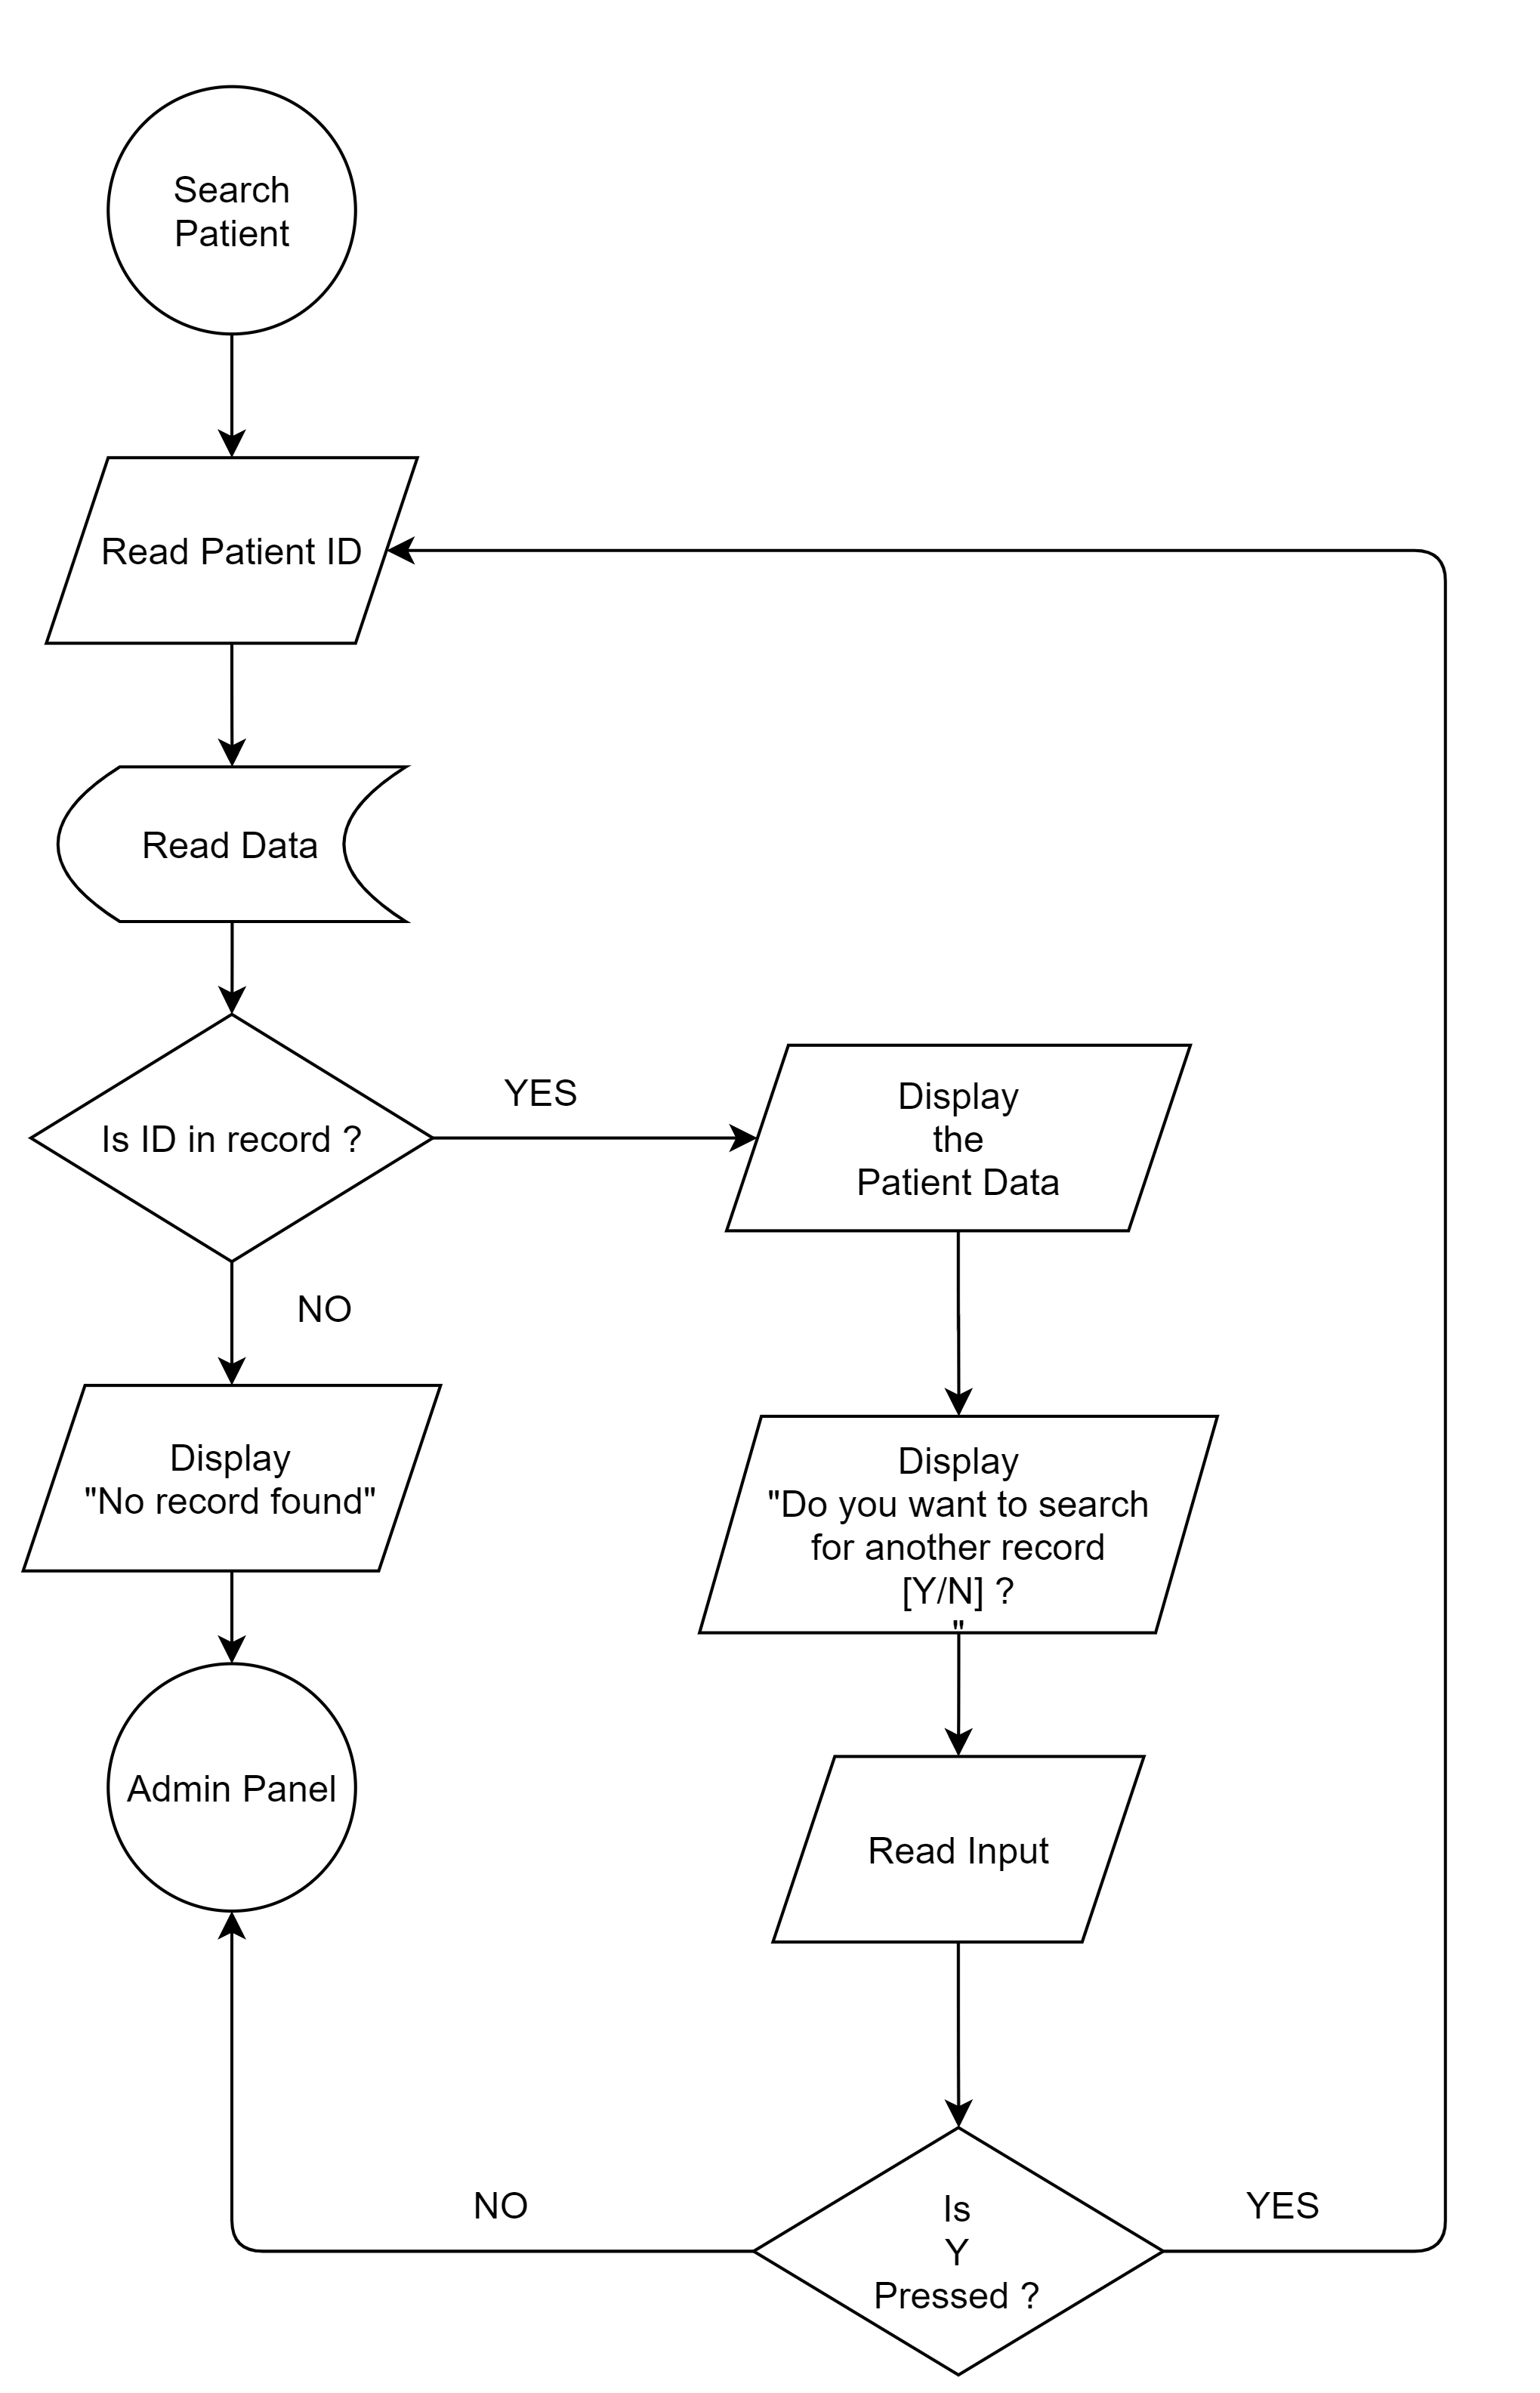 Search
Patient
Read Patient ID
Read Data
Is ID in record ?
YES
Display
the
Patient Data
NO
Display
"No record found"
Display
"Do you want to search
for another record
[Y/N] ?
"
Admin Panel
Read Input
NO
Is
Y
Pressed ?
YES